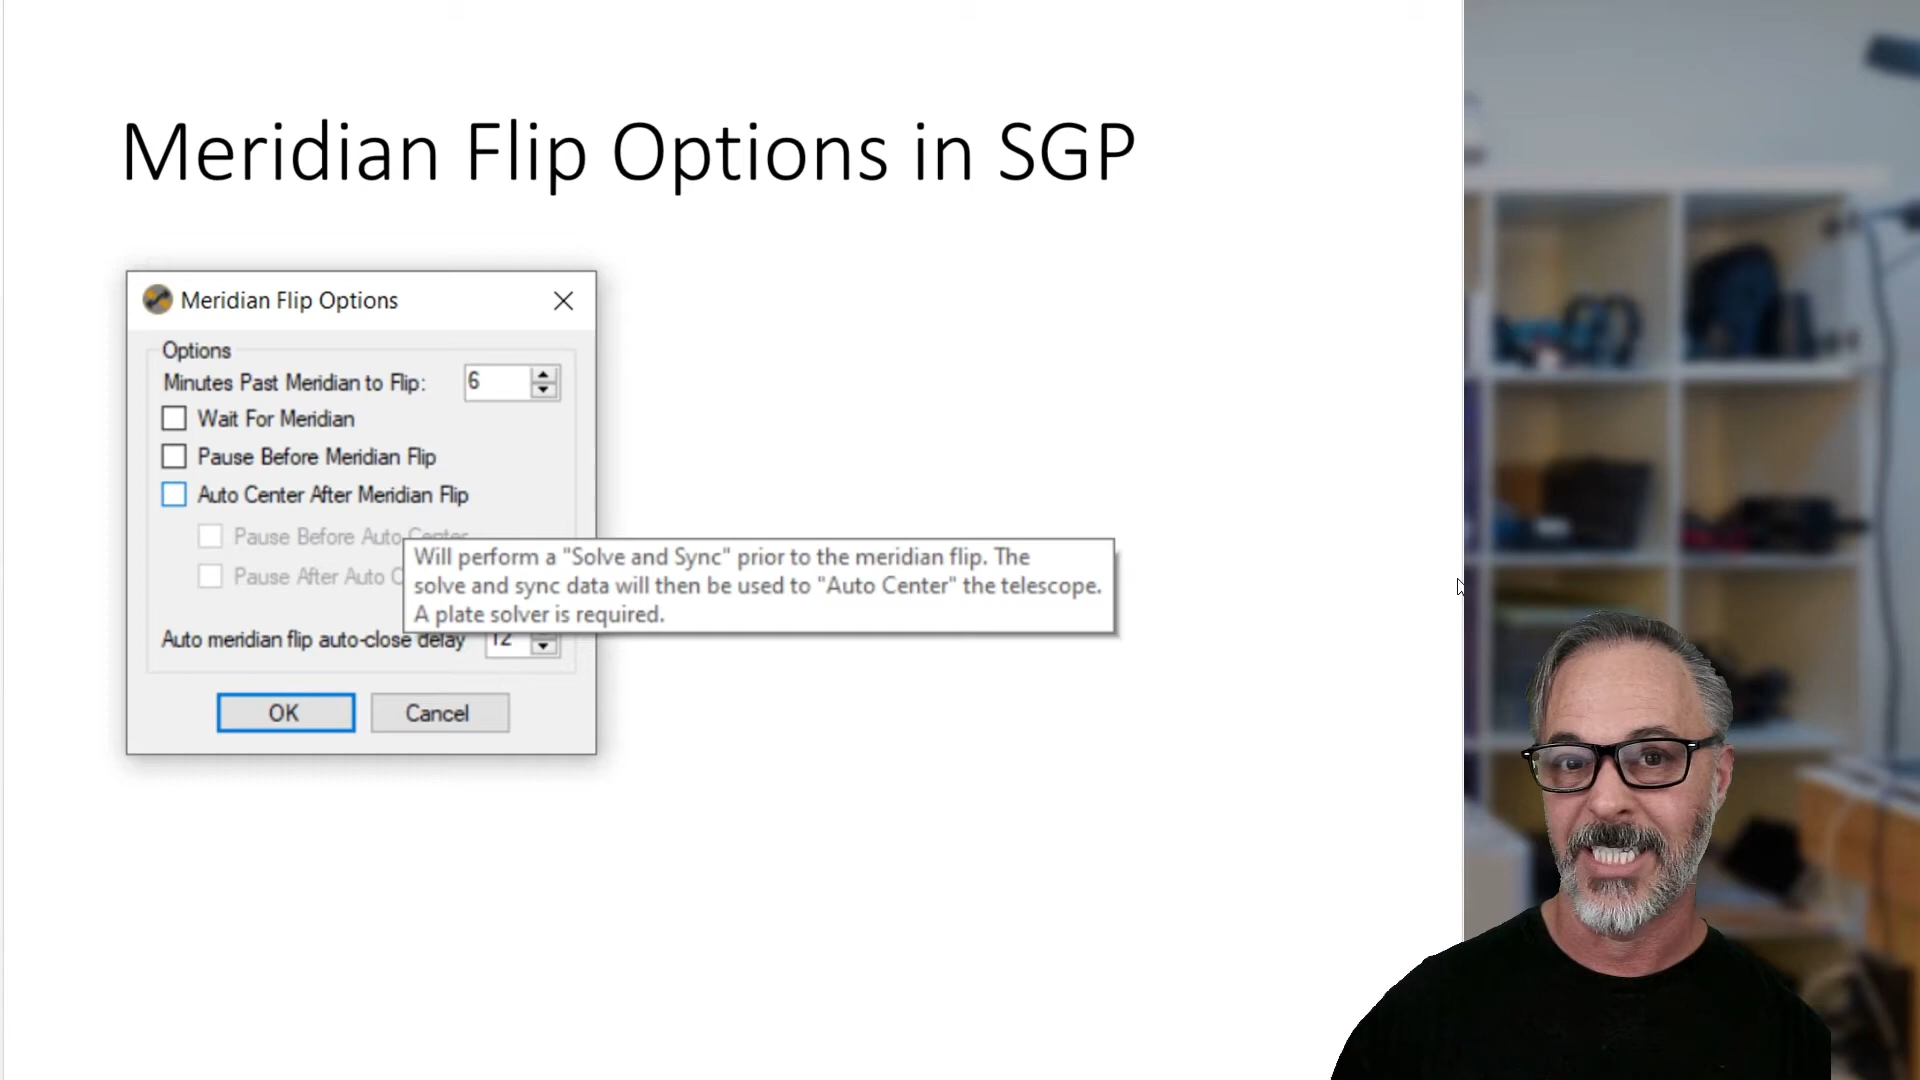 Meridian Flip Options in SGP
Meridian Flip Options
Options
Minutes Past Meridian to Flip: 6
Wait For Meridian
Pause Before Meridian Flip
Auto Center After Meridian Flip
Pause Before Auto Center
Pause After Auto C
Will perform a "Solve and Sync" prior to the meridian flip. The
solve and sync data will then be used to "Auto Center" the telescope.
A plate solver is required.
Auto meridian flip auto-close delay 12
OK Cancel